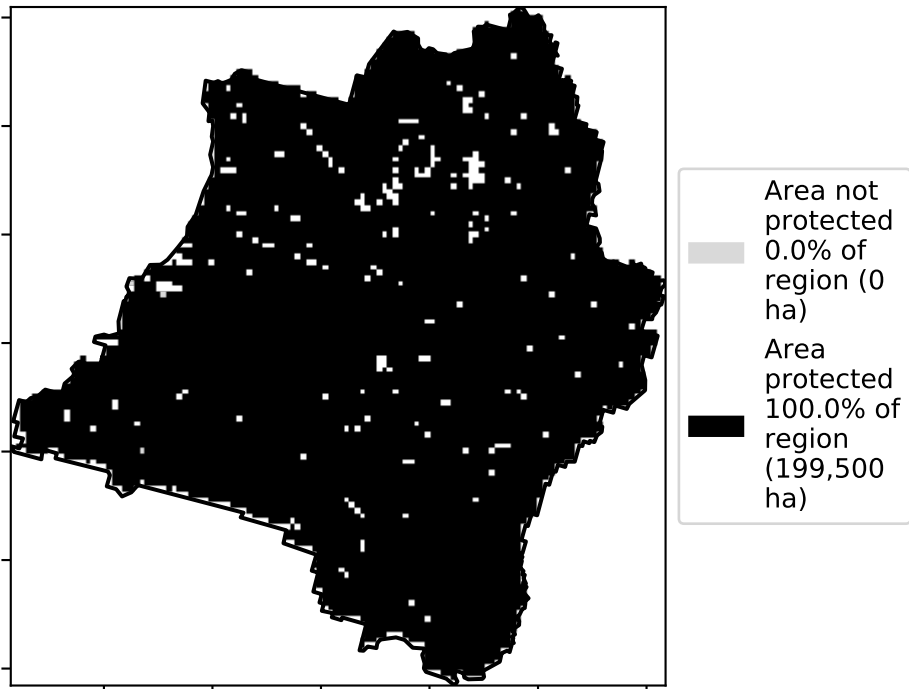 Area not
protected
0.0% of
region (0
ha)
Area
protected
100.0% of
region
(199,500
ha)